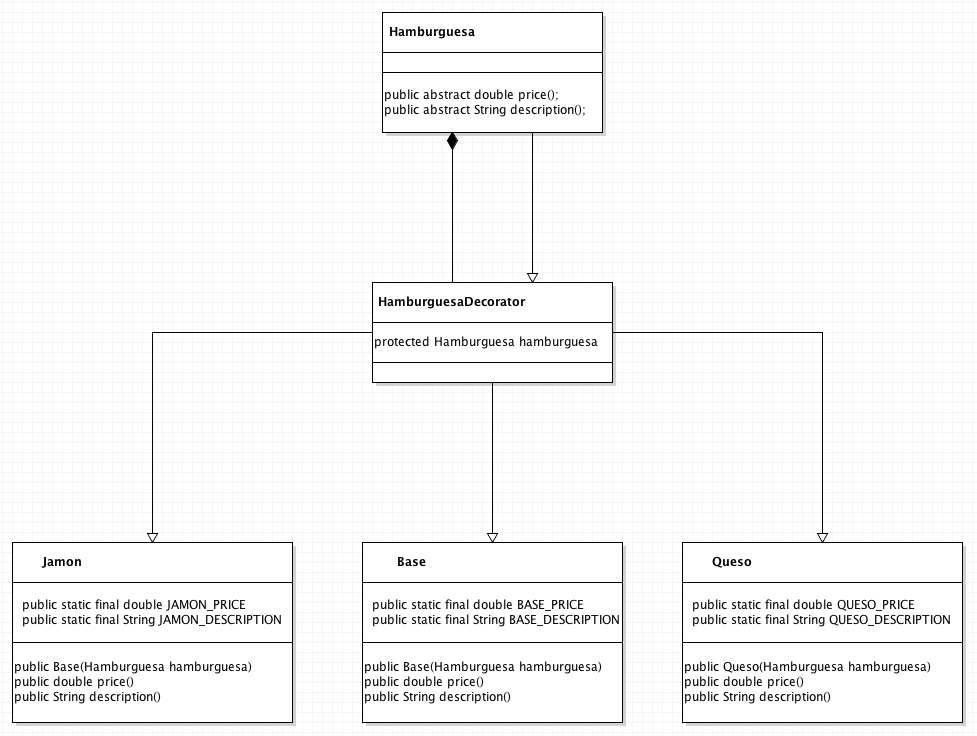 Hamburguesa
public abstract double price();
public abstract String description();
HamburguesaDecorator
protected Hamburguesa hamburguesa
Jamon
public static final double JAMON_PRICE
public static final String JAMON_DESCRIPTION
public Base(Hamburguesa hamburguesa)
public double price()
public String description()
Base
public static final double BASE_PRICE
public static final String BASE_DESCRIPTION
public Base(Hamburguesa hamburguesa)
public double price()
public String description()
Queso
public static final double QUESO_PRICE
public static final String QUESO_DESCRIPTION
public Queso(Hamburguesa hamburguesa)
public double price()
public String description()